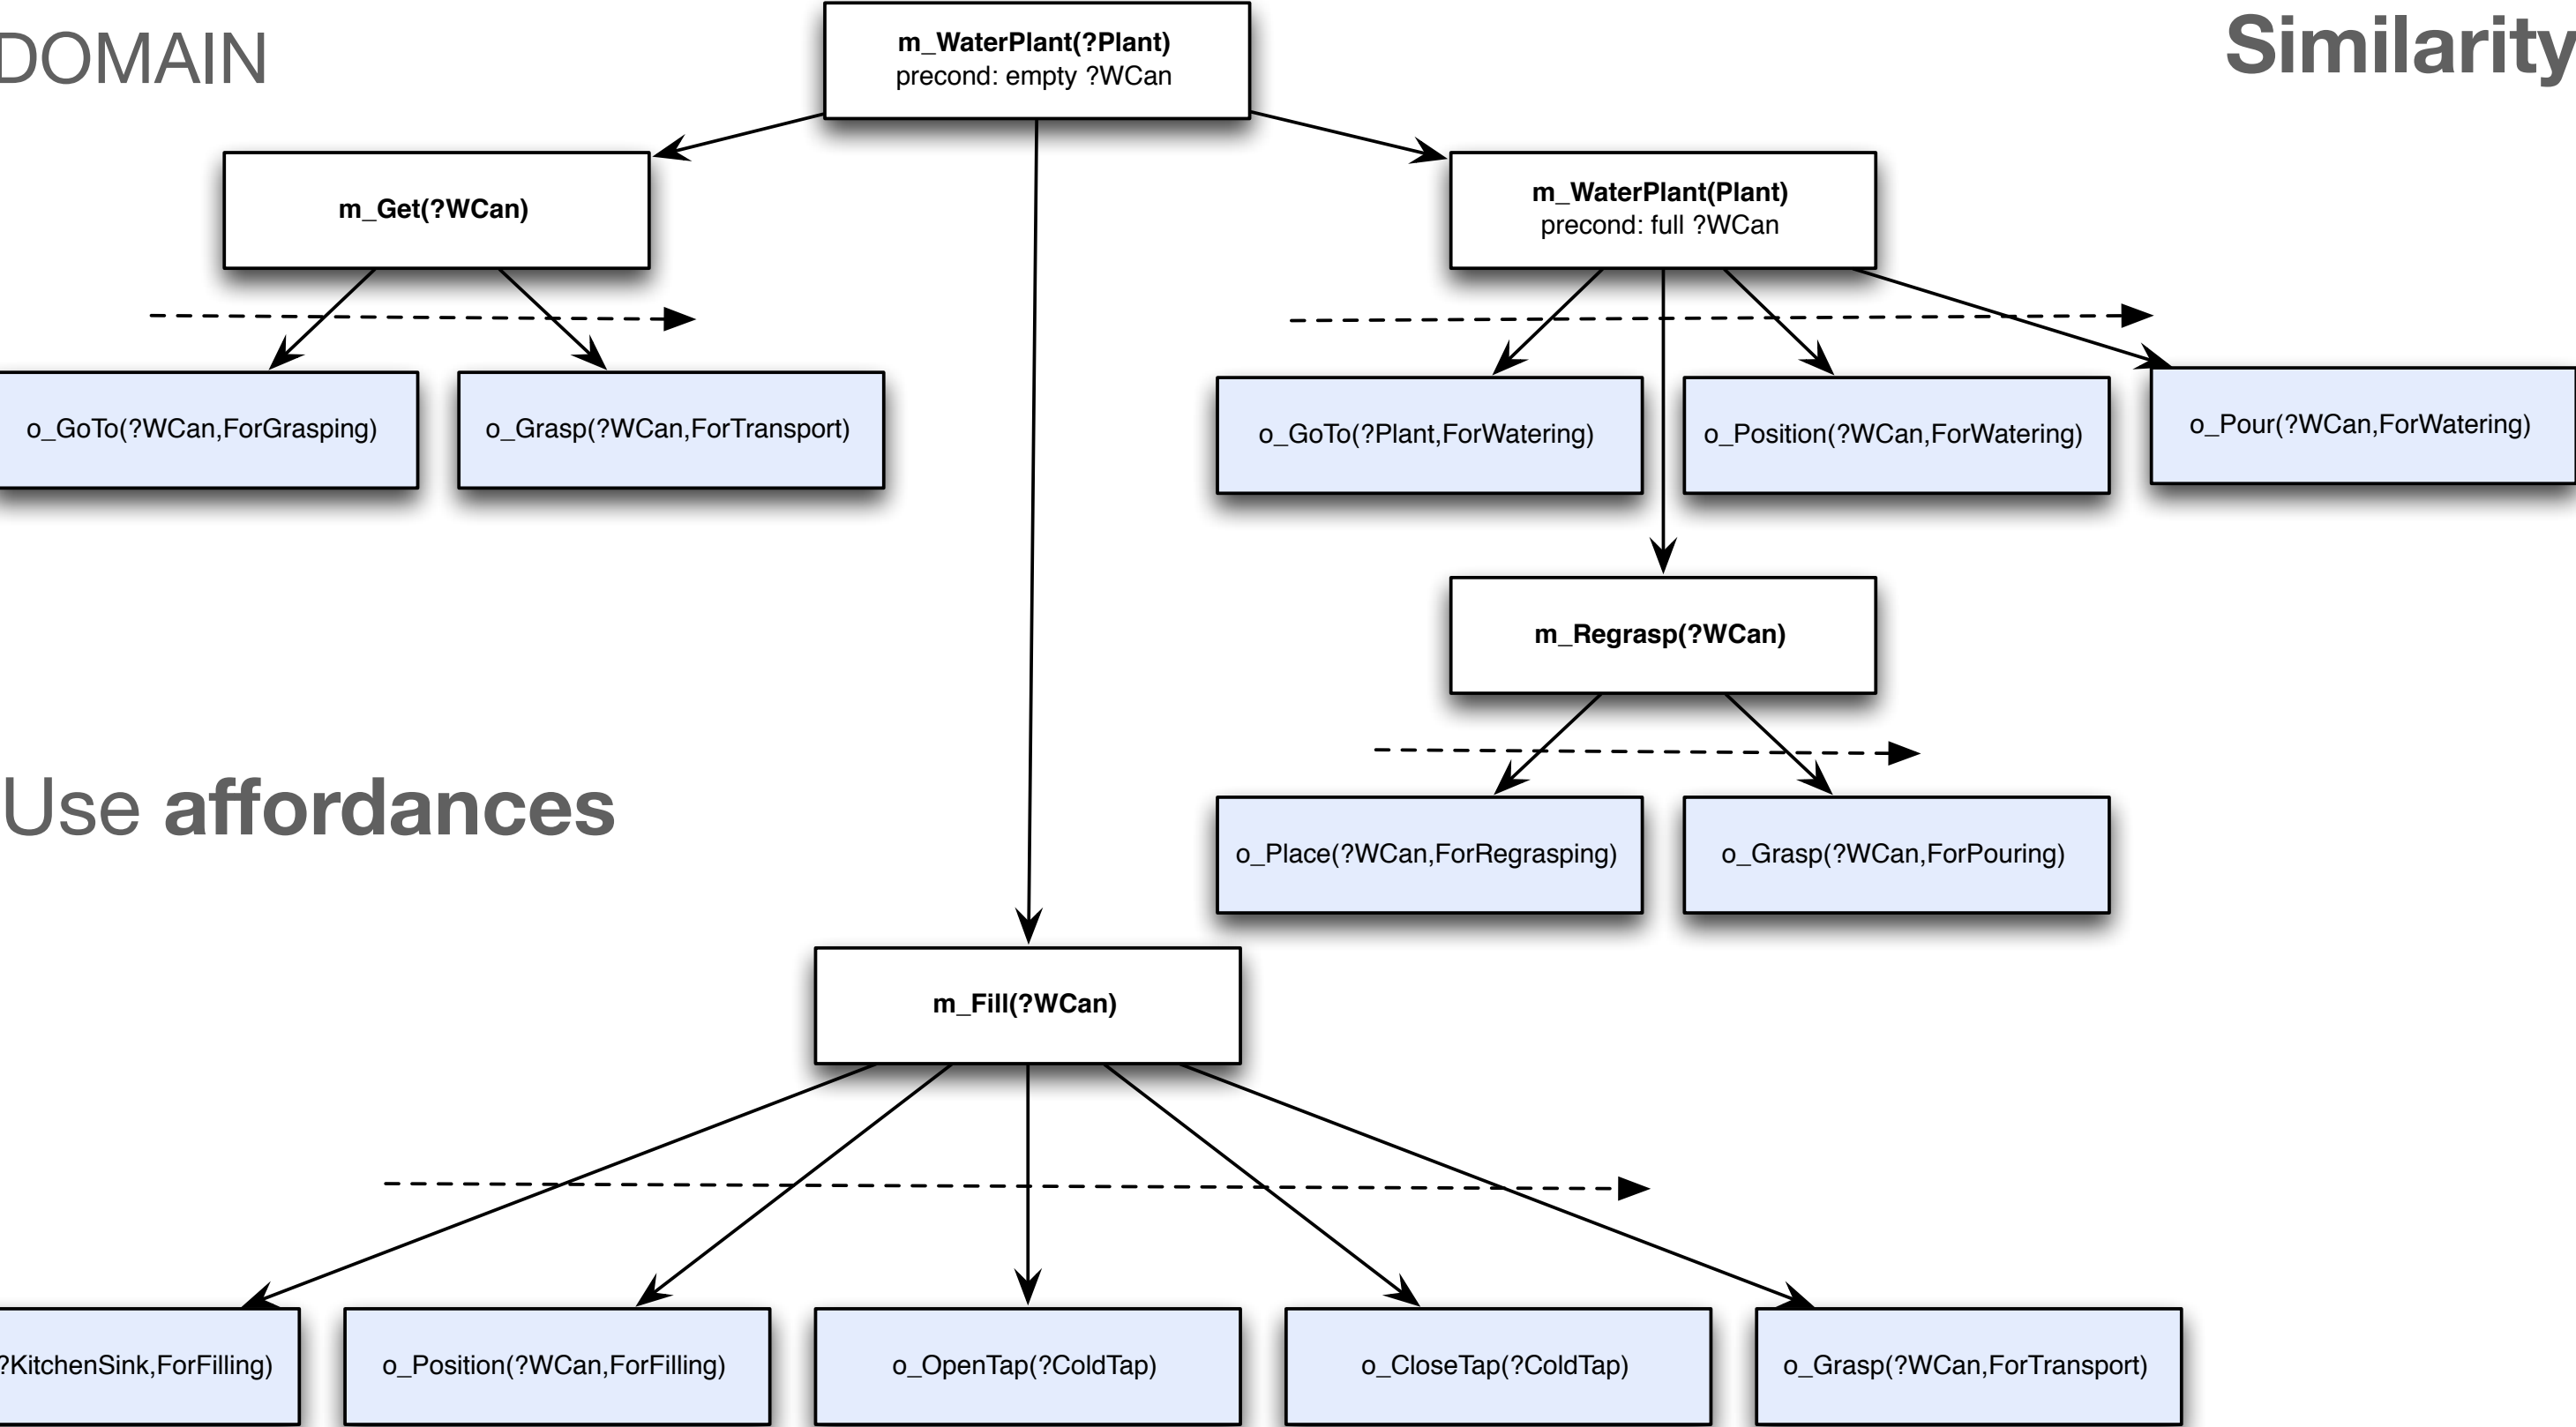 DOMAIN
Similarity
m_WaterPlant(?Plant)
precond: empty ?WCan
m_Get(?WCan)
m_WaterPlant(Plant)
precond: full ?WCan
o_GoTo(?WCan,ForGrasping)
o_Grasp(?WCan,ForTransport)
o_GoTo(?Plant,ForWatering)
o_Position(?WCan,ForWatering)
o_Pour(?WCan,ForWatering)
m_Regrasp(?WCan)
Use affordances
o_Place(?WCan,ForRegrasping)
o_Grasp(?WCan,ForPouring)
m_Fill(?WCan)
?KitchenSink,ForFilling)
o_Position(?WCan,ForFilling)
o_OpenTap(?ColdTap)
o_CloseTap(?ColdTap)
o_Grasp(?WCan,ForTransport)